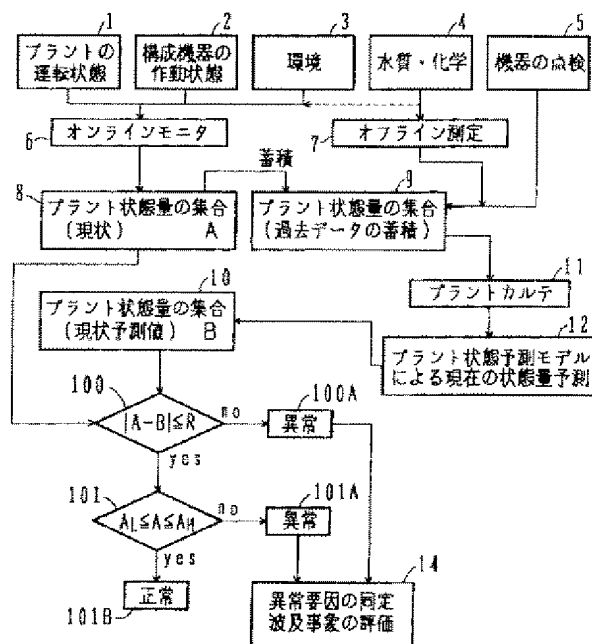 1
2
3
4
5
プラントの
運転状態
構成機器の
作動状態
環境
水質・化学
機器の点検
6
オンラインモニタ
7
オフライン測定
蓄積
8
プラント状態量の集合
(現状) A
9
プラント状態量の集合
(過去データの蓄積)
10
プラント状態量の集合
(現状予測値) B
11
プラントカルテ
12
プラント状態予測モデル
による現在の状態量予測
100
|A-B|≤R
no
100A
異常
yes
101
AL≤A≤AH
no
101A
異常
yes
正常
101B
14
異常要因の同定
波及事象の評価